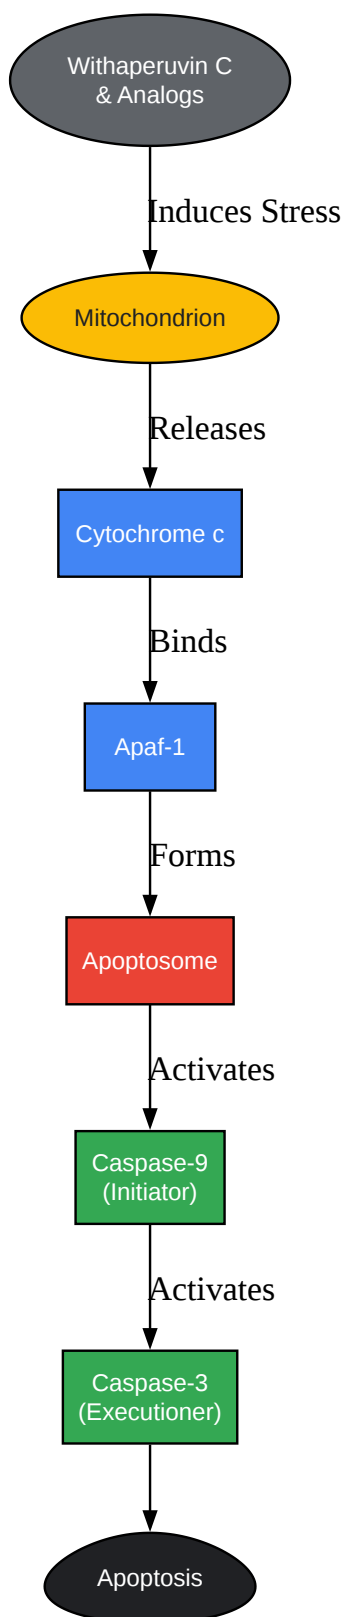 Withaperuvin C
& Analogs
Induces Stress
Mitochondrion
Releases
Cytochrome c
Binds
Apaf-1
Forms
Apoptosome
Activates
Caspase-9
(Initiator)
Activates
Caspase-3
(Executioner)
Apoptosis